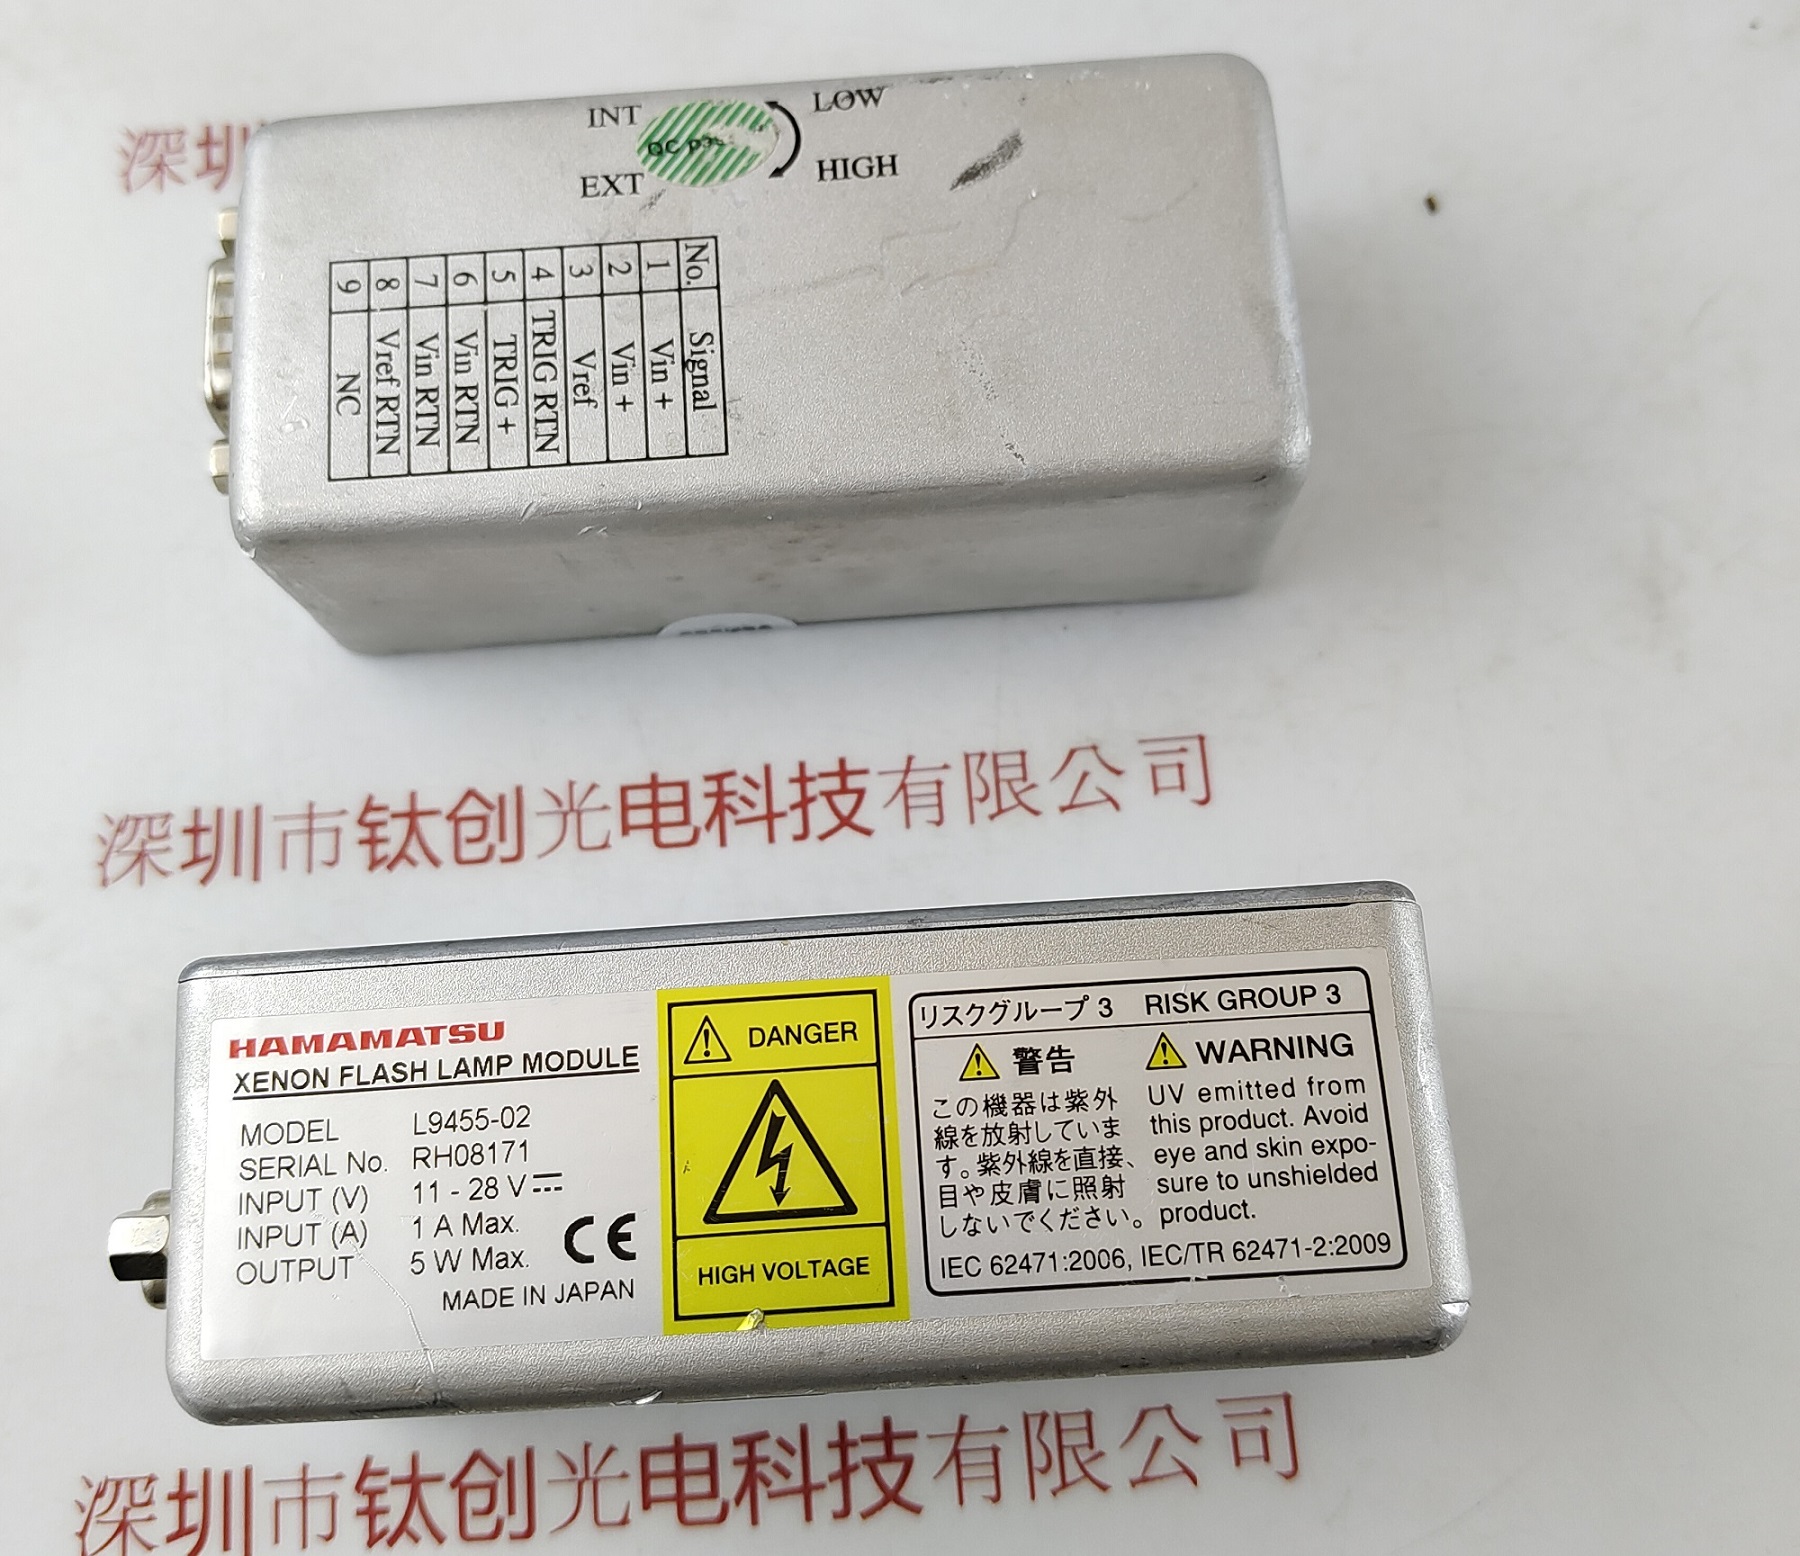 深圳
INT
LOW
QC
EXT
HIGH
No. Signal
1 Vin +
2 Vin +
3 Vref
4 TRIG RTN
5 TRIG +
6 Vin RTN
7 Vin RTN
8 Vref RTN
9 NC
深圳市钛创光电科技有限公司
HAMAMATSU
XENON FLASH LAMP MODULE
MODEL L9455-02
SERIAL No. RH08171
INPUT (V) 11 - 28 V
INPUT (A) 1 A Max.
OUTPUT 5 W Max.
CE
MADE IN JAPAN
DANGER
HIGH VOLTAGE
リスクグループ 3 RISK GROUP 3
警告
この機器は紫外
線を放射していま
す。紫外線を直接、
目や皮膚に照射
しないでください。
WARNING
UV emitted from
this product. Avoid
eye and skin expo-
sure to unshielded
product.
IEC 62471:2006, IEC/TR 62471-2:2009
深圳市钛创光电科技有限公司